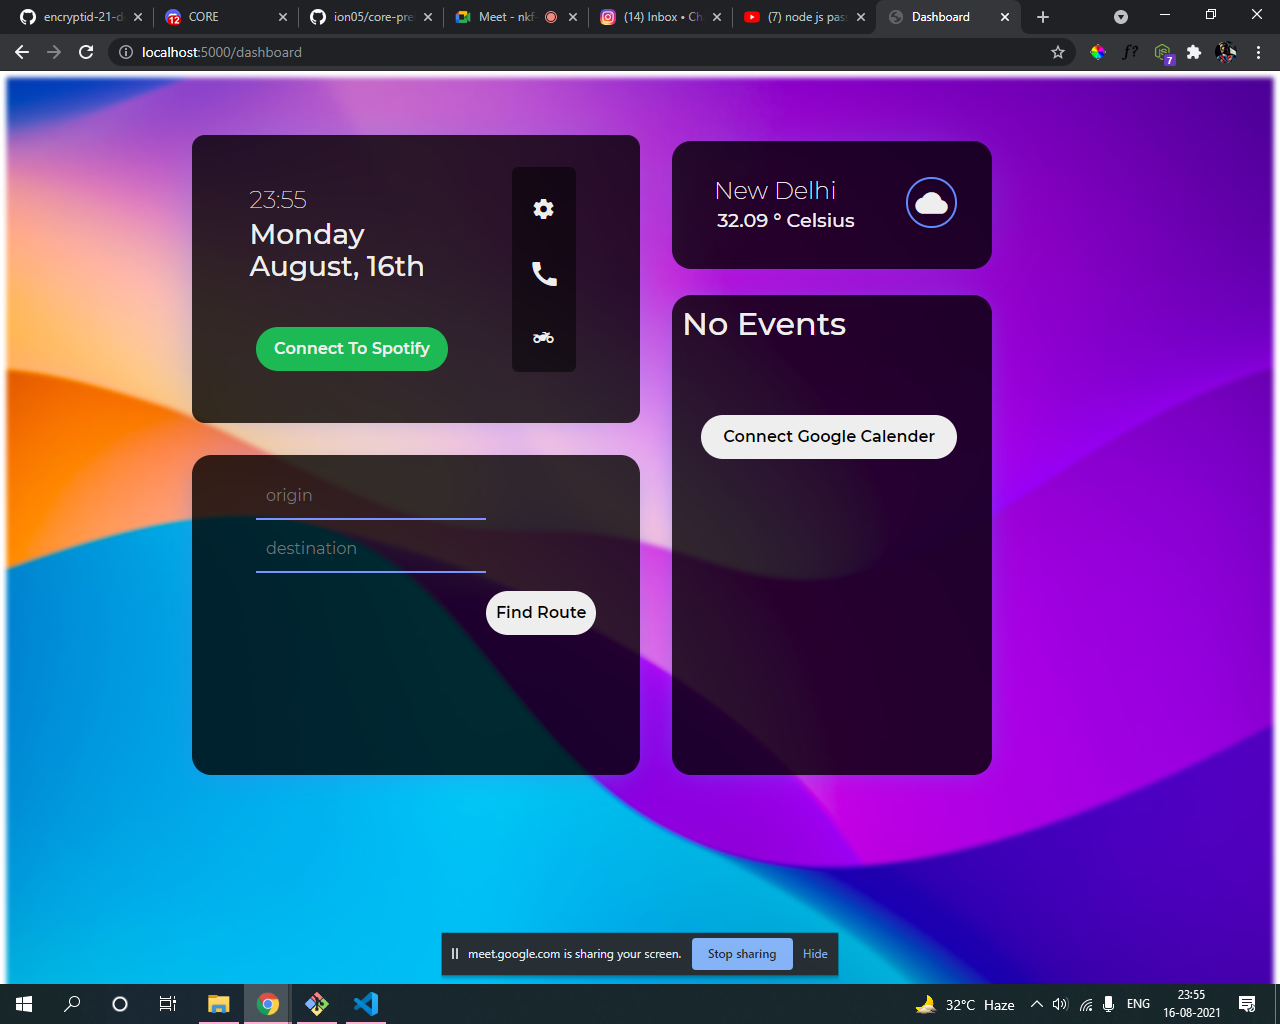 encryptid-21-d
CORE
ion05/core-pre
Meet - nkf-
(14) Inbox • Ch
(7) node js pas
Dashboard
localhost:5000/dashboard
7
12
23:55
Monday
August, 16th
Connect To Spotify
New Delhi
32.09 ° Celsius
No Events
Connect Google Calender
origin
destination
Find Route
meet.google.com is sharing your screen.
Stop sharing
Hide
32°C Haze
ENG
23:55
16-08-2021